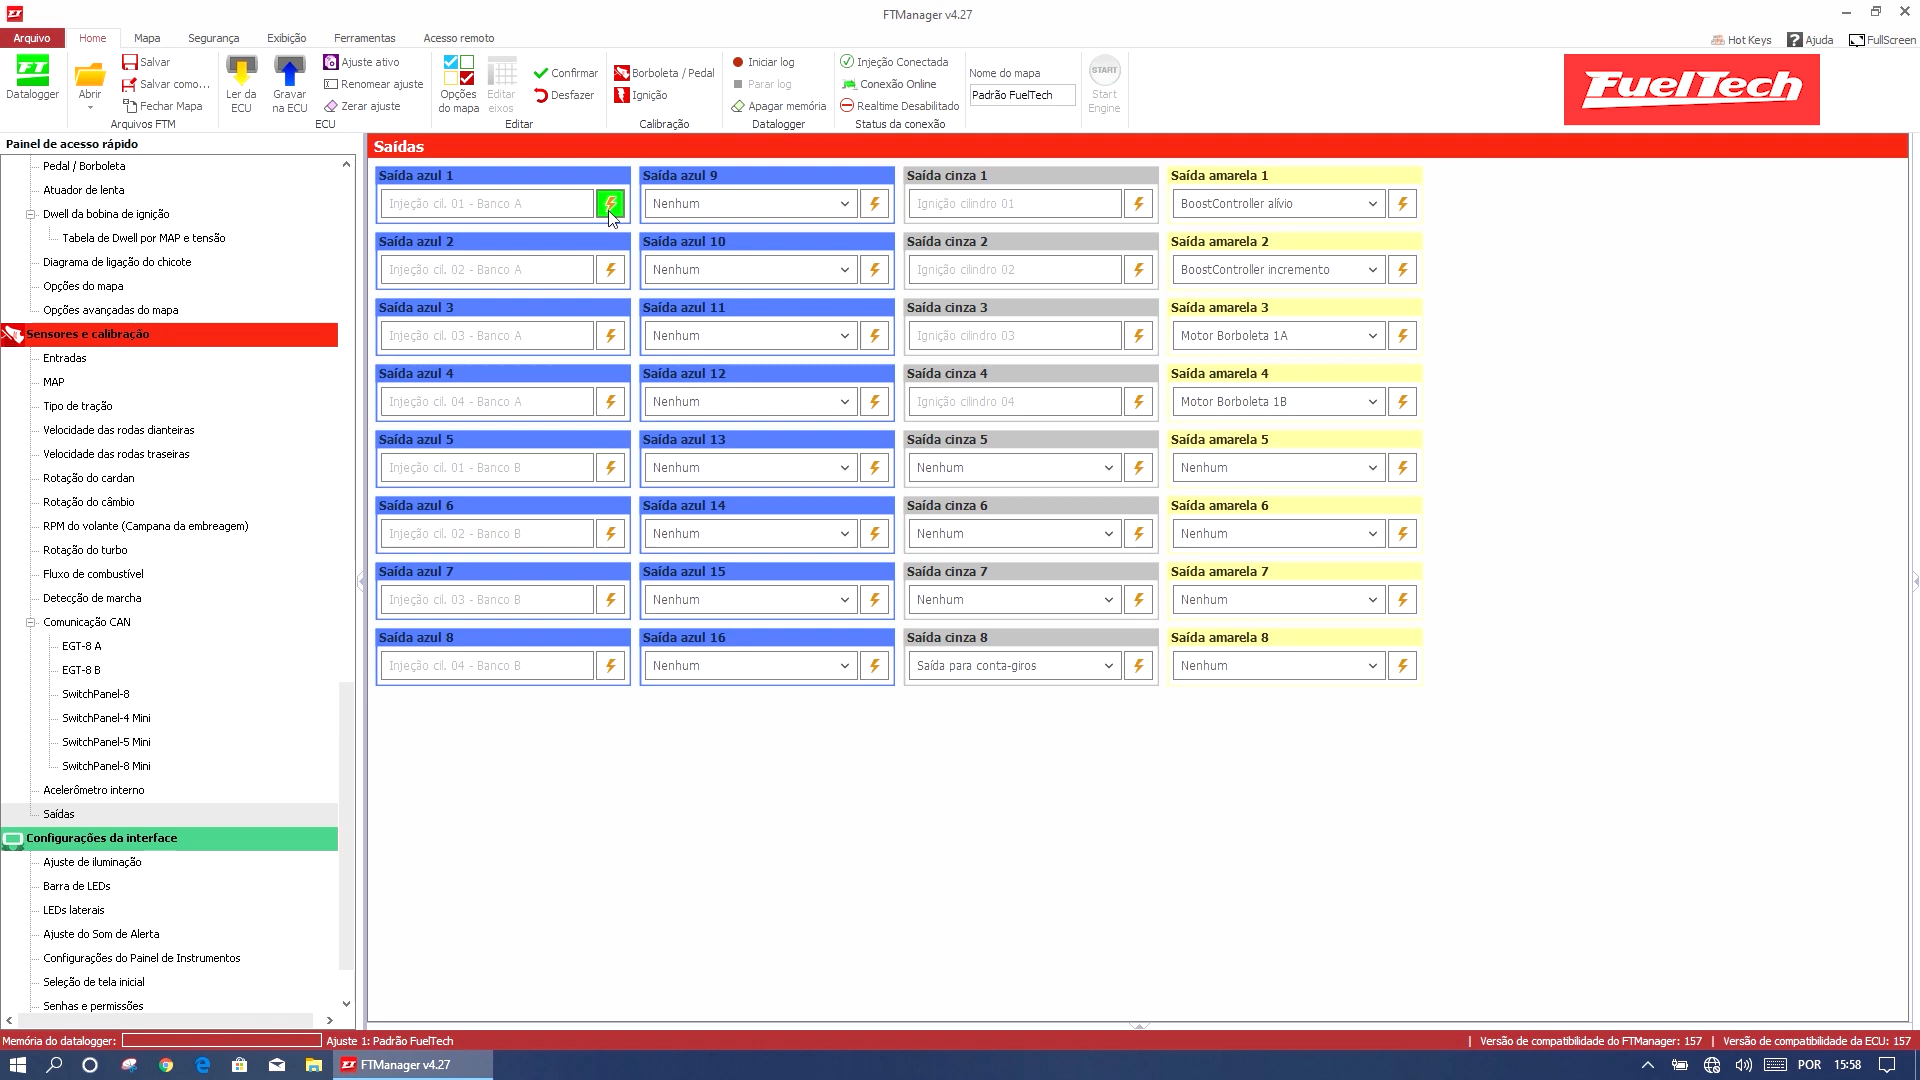 FTManager v4.27
Arquivo
Home
Mapa
Segurança
Exibição
Ferramentas
Acesso remoto
Hot Keys
Ajuda
FullScreen
Datalogger
Abrir
Salvar
Salvar como...
Fechar Mapa
Arquivos FTM
Ler da
ECU
Gravar
na ECU
Ajuste ativo
Renomear ajuste
Zerar ajuste
ECU
Opções
do mapa
Editar
eixos
Confirmar
Desfazer
Editar
Borboleta / Pedal
Ignição
Calibração
Iniciar log
Parar log
Apagar memória
Datalogger
Injeção Conectada
Conexão Online
Realtime Desabilitado
Status da conexão
Nome do mapa
Padrão FuelTech
START
Start
Engine
FuelTech
Painel de acesso rápido
Pedal / Borboleta
Atuador de lenta
Dwell da bobina de ignição
Tabela de Dwell por MAP e tensão
Diagrama de ligação do chicote
Opções do mapa
Opções avançadas do mapa
Sensores e calibração
Entradas
MAP
Tipo de tração
Velocidade das rodas dianteiras
Velocidade das rodas traseiras
Rotação do cardan
Rotação do câmbio
RPM do volante (Campana da embreagem)
Rotação do turbo
Fluxo de combustível
Detecção de marcha
Comunicação CAN
EGT-8 A
EGT-8 B
SwitchPanel-8
SwitchPanel-4 Mini
SwitchPanel-5 Mini
SwitchPanel-8 Mini
Acelerômetro interno
Saídas
Configurações da interface
Ajuste de iluminação
Barra de LEDs
LEDs laterais
Ajuste do Som de Alerta
Configurações do Painel de Instrumentos
Seleção de tela inicial
Senhas e permissões
Saídas
Saída azul 1
Injeção cil. 01 - Banco A
Saída azul 2
Injeção cil. 02 - Banco A
Saída azul 3
Injeção cil. 03 - Banco A
Saída azul 4
Injeção cil. 04 - Banco A
Saída azul 5
Injeção cil. 01 - Banco B
Saída azul 6
Injeção cil. 02 - Banco B
Saída azul 7
Injeção cil. 03 - Banco B
Saída azul 8
Injeção cil. 04 - Banco B
Saída azul 9
Nenhum
Saída azul 10
Nenhum
Saída azul 11
Nenhum
Saída azul 12
Nenhum
Saída azul 13
Nenhum
Saída azul 14
Nenhum
Saída azul 15
Nenhum
Saída azul 16
Nenhum
Saída cinza 1
Ignição cilindro 01
Saída cinza 2
Ignição cilindro 02
Saída cinza 3
Ignição cilindro 03
Saída cinza 4
Ignição cilindro 04
Saída cinza 5
Nenhum
Saída cinza 6
Nenhum
Saída cinza 7
Nenhum
Saída cinza 8
Saída para conta-giros
Saída amarela 1
BoostController alívio
Saída amarela 2
BoostController incremento
Saída amarela 3
Motor Borboleta 1A
Saída amarela 4
Motor Borboleta 1B
Saída amarela 5
Nenhum
Saída amarela 6
Nenhum
Saída amarela 7
Nenhum
Saída amarela 8
Nenhum
Memória do datalogger:
Ajuste 1: Padrão FuelTech
| Versão de compatibilidade do FTManager: 157 | Versão de compatibilidade da ECU: 157
FTManager v4.27
POR
15:58